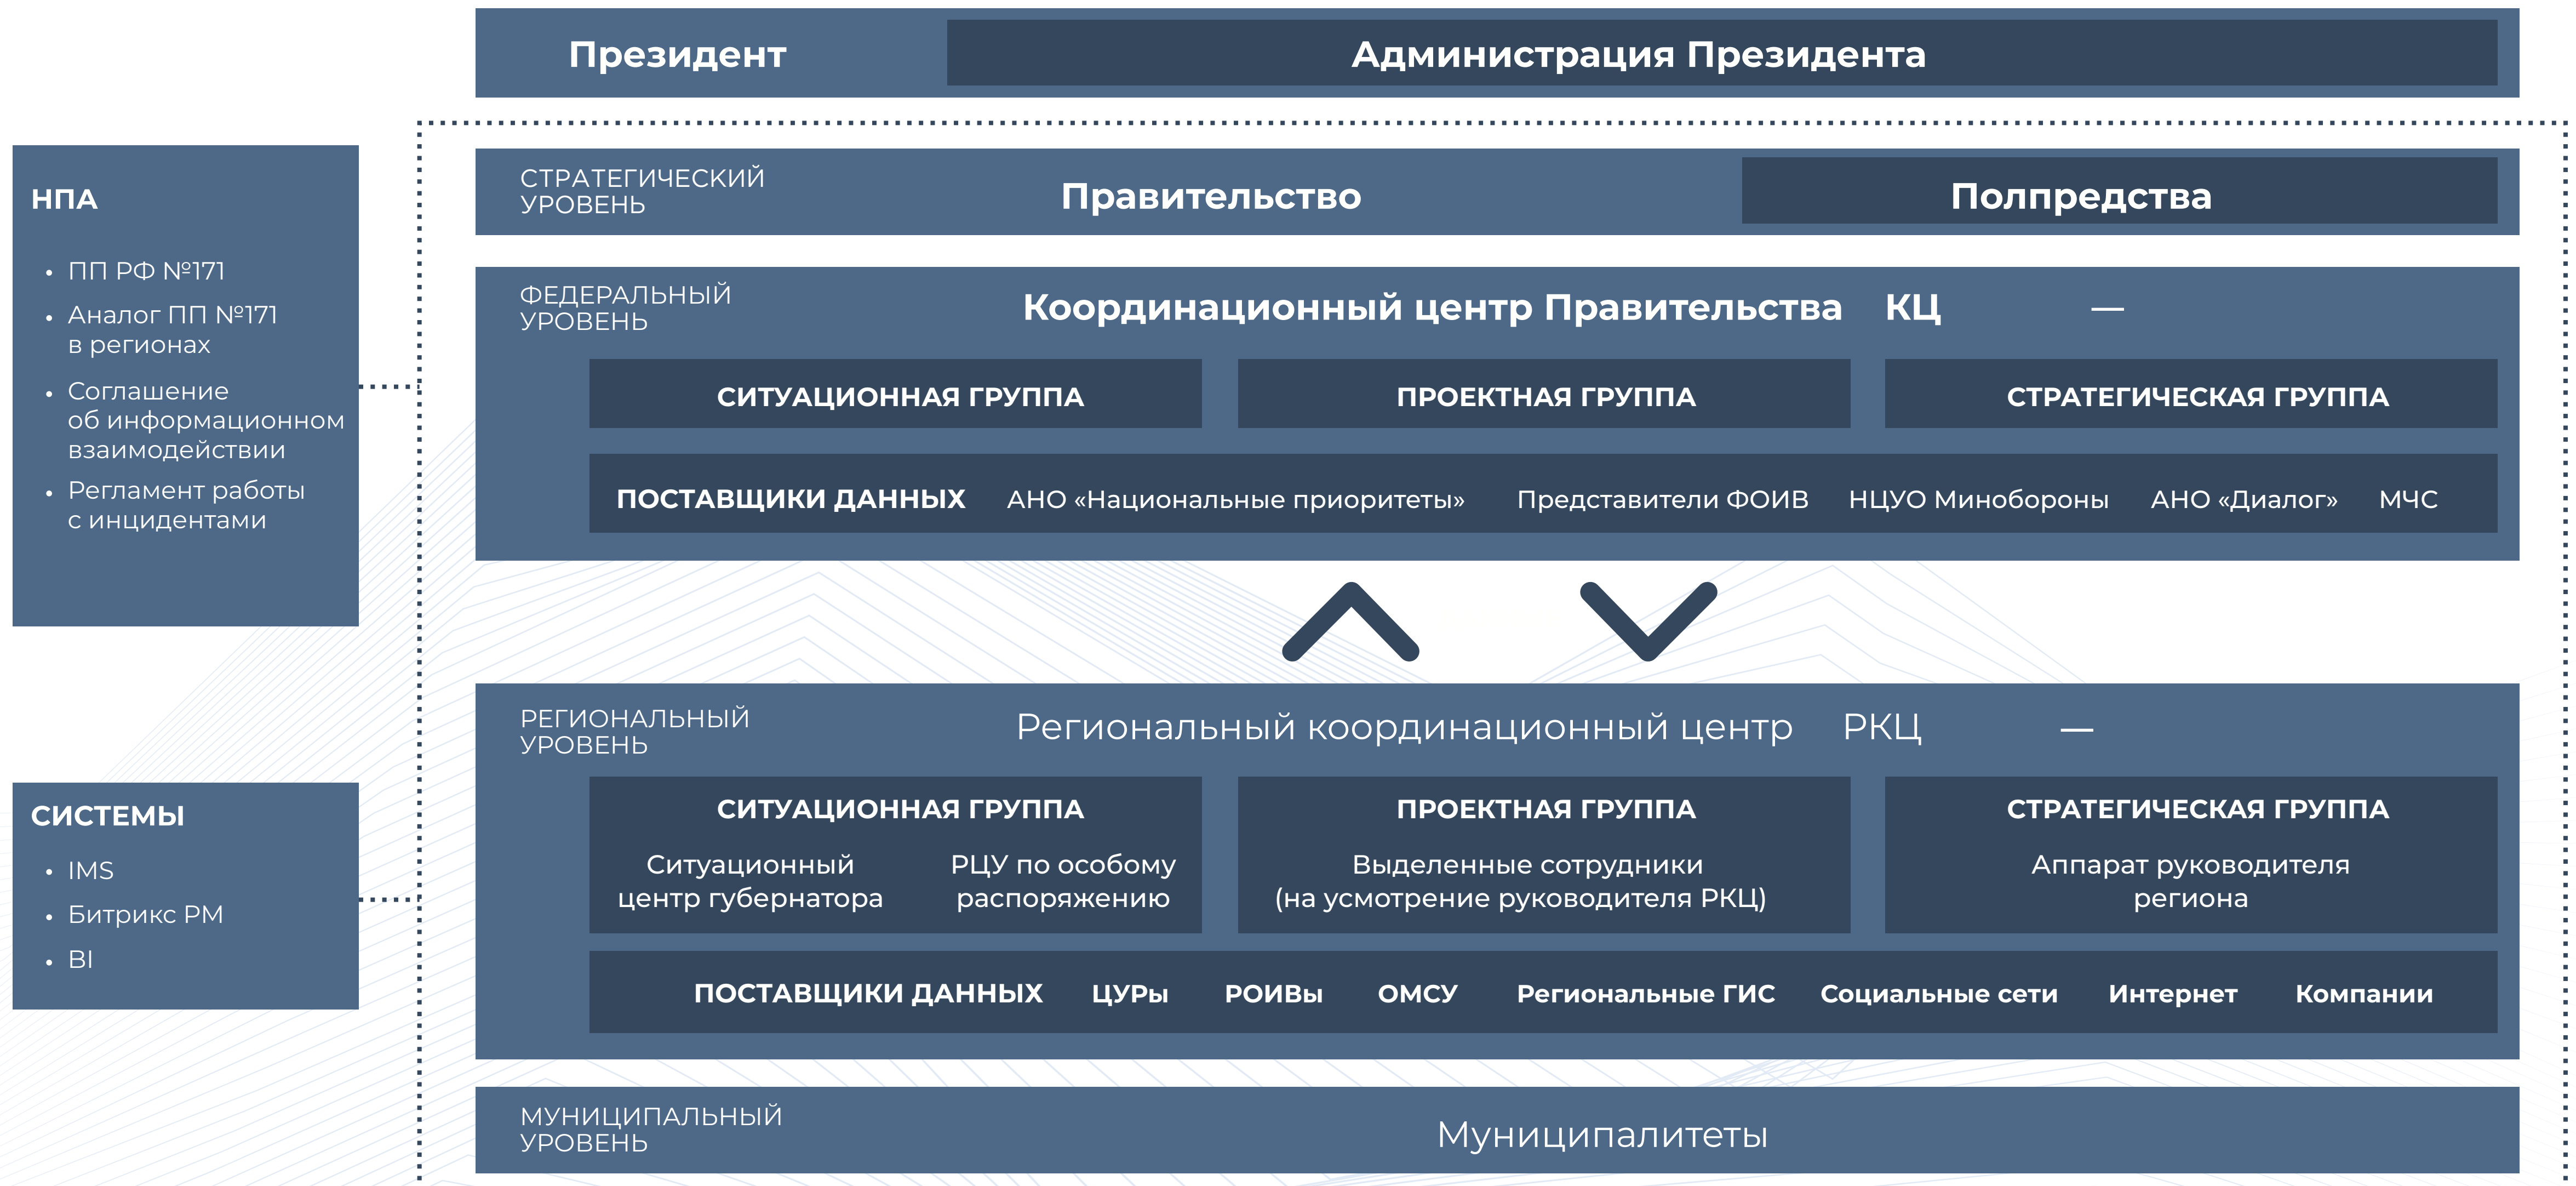 Президент
Администрация Президента
НПА
• ПП РФ №171
• Аналог ПП №171
в регионах
• Соглашение
об информационном
взаимодействии
• Регламент работы
с инцидентами
СИСТЕМЫ
• IMS
• Битрикс РМ
• BI
СТРАТЕГИЧЕСКИЙ
УРОВЕНЬ
Правительство
Полпредства
ФЕДЕРАЛЬНЫЙ
УРОВЕНЬ
Координационный центр Правительства КЦ —
СИТУАЦИОННАЯ ГРУППА
ПРОЕКТНАЯ ГРУППА
СТРАТЕГИЧЕСКАЯ ГРУППА
ПОСТАВЩИКИ ДАННЫХ АНО «Национальные приоритеты» Представители ФОИВ НЦУО Минобороны АНО «Диалог» МЧС
РЕГИОНАЛЬНЫЙ
УРОВЕНЬ
Региональный координационный центр РКЦ —
СИТУАЦИОННАЯ ГРУППА
Ситуационный
центр губернатора
РЦУ по особому
распоряжению
ПРОЕКТНАЯ ГРУППА
Выделенные сотрудники
(на усмотрение руководителя РКЦ)
СТРАТЕГИЧЕСКАЯ ГРУППА
Аппарат руководителя
региона
ПОСТАВЩИКИ ДАННЫХ ЦУРы РОИВы ОМСУ Региональные ГИС Социальные сети Интернет Компании
МУНИЦИПАЛЬНЫЙ
УРОВЕНЬ
Муниципалитеты